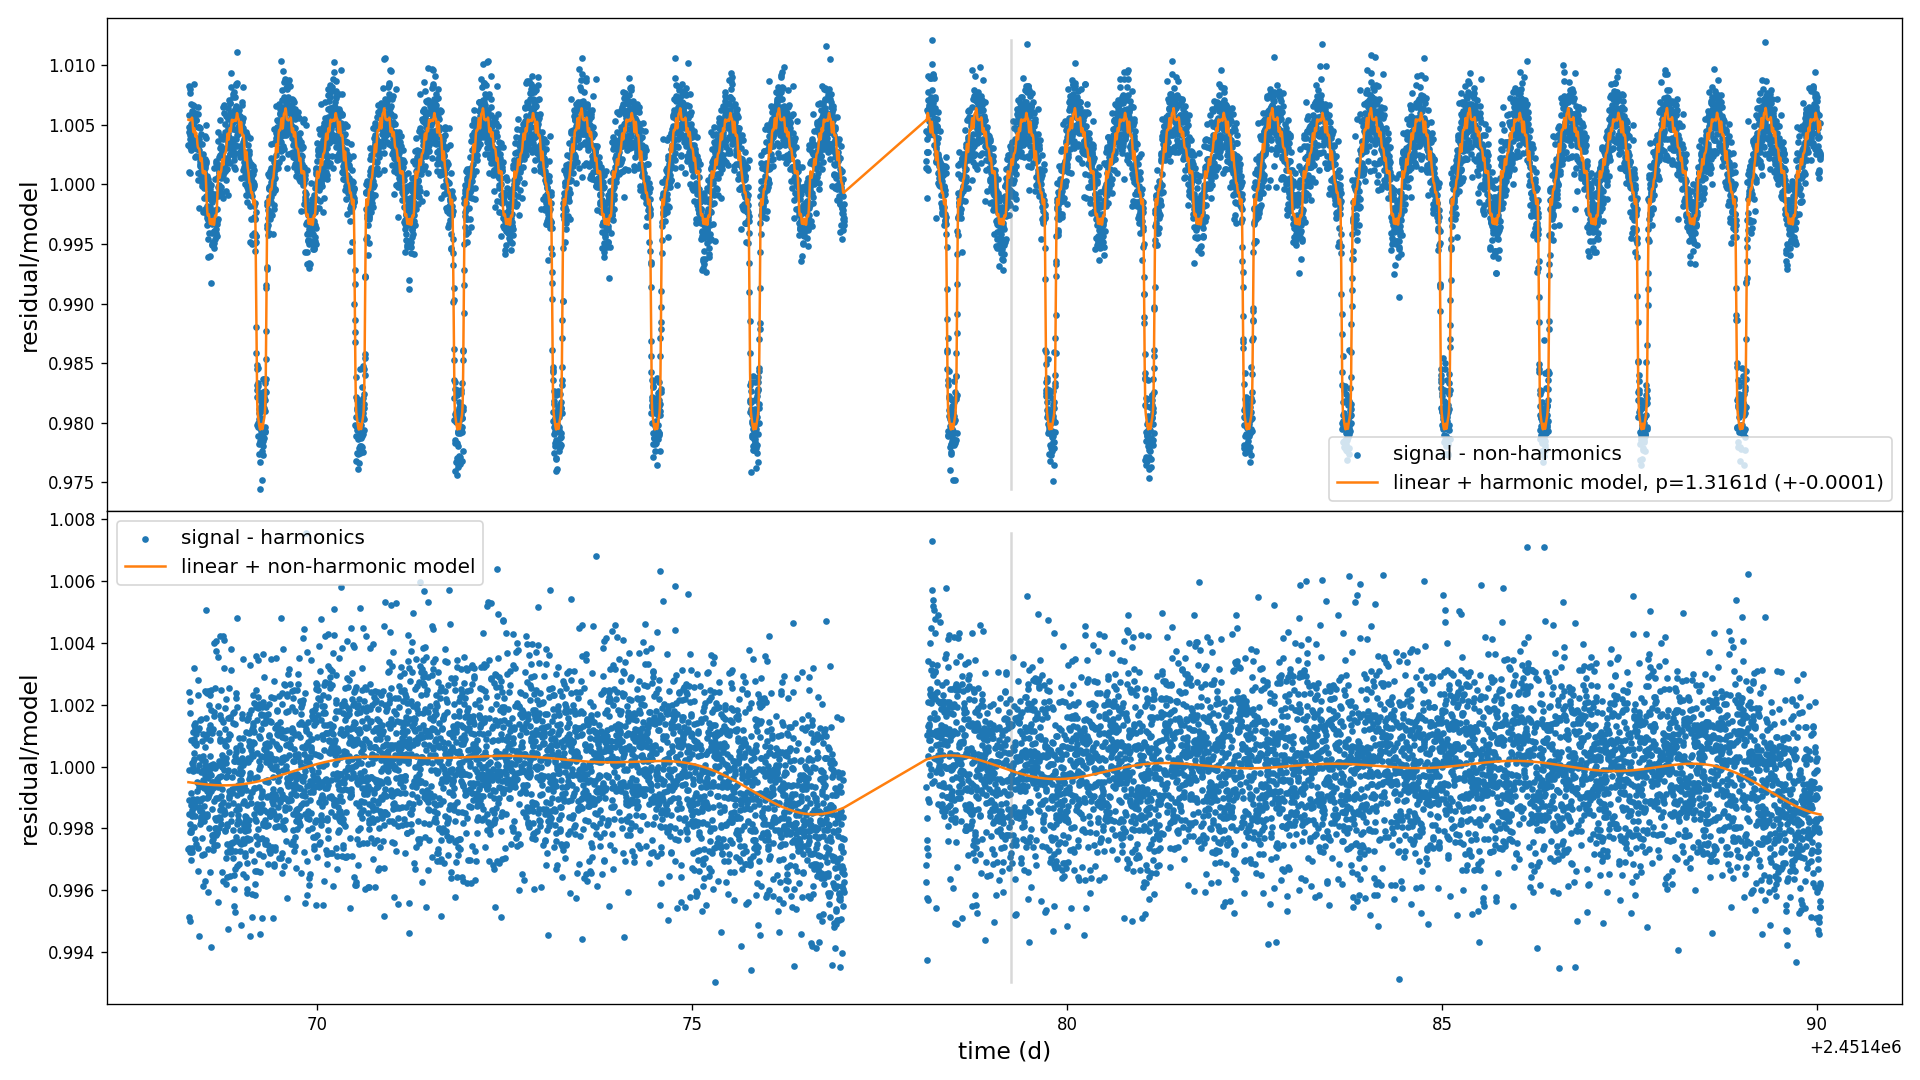 1.010
1.005
1.000
0.995
0.990
0.985
0.980
0.975
residual/model
signal - non-harmonics
linear + harmonic model, p=1.3161d (+-0.0001)
1.008
1.006
1.004
1.002
1.000
0.998
0.996
0.994
residual/model
signal - harmonics
linear + non-harmonic model
70
75
80
85
90
time (d)
+2.4514e6